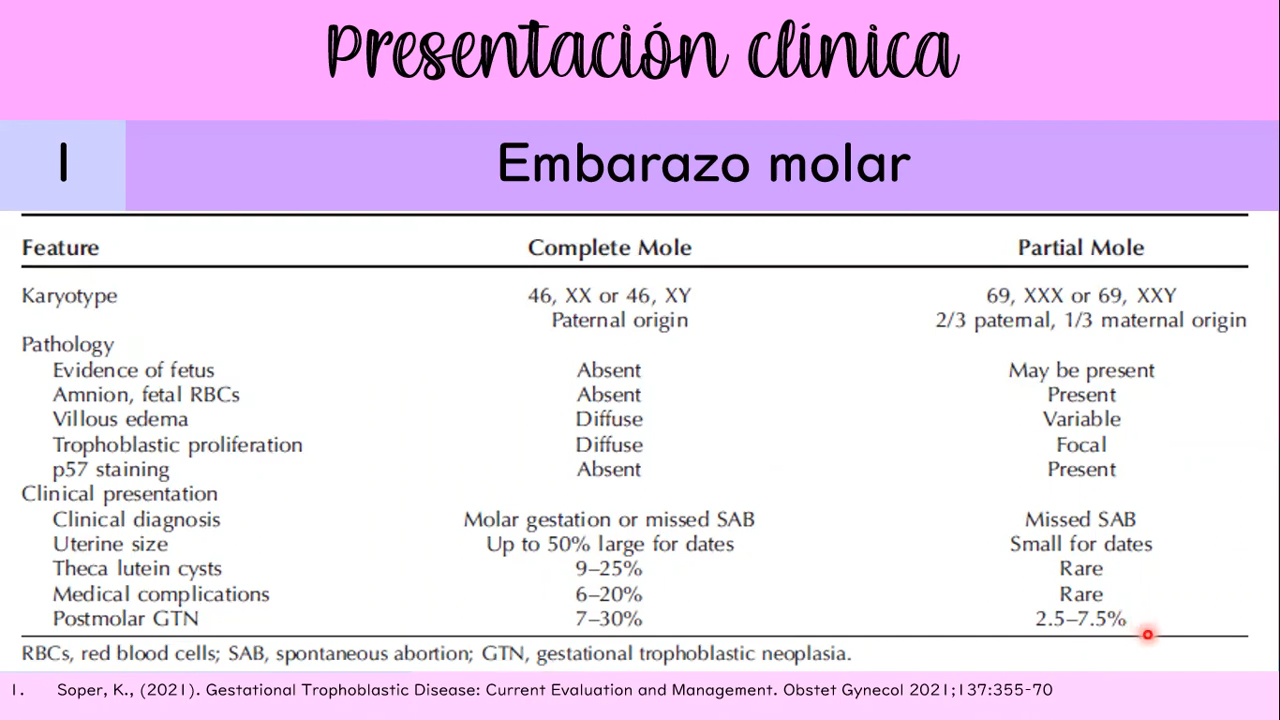 Presentación clínica
1 Embarazo molar
Feature Complete Mole Partial Mole
Karyotype 46, XX or 46, XY 69, XXX or 69, XXY
Paternal origin 2/3 paternal, 1/3 maternal origin
Pathology
Evidence of fetus Absent May be present
Amnion, fetal RBCs Absent Present
Villous edema Diffuse Variable
Trophoblastic proliferation Diffuse Focal
p57 staining Absent Present
Clinical presentation
Clinical diagnosis Molar gestation or missed SAB Missed SAB
Uterine size Up to 50% large for dates Small for dates
Theca lutein cysts 9–25% Rare
Medical complications 6–20% Rare
Postmolar GTN 7–30% 2.5–7.5%
RBCs, red blood cells; SAB, spontaneous abortion; GTN, gestational trophoblastic neoplasia.
1. Soper, K., (2021). Gestational Trophoblastic Disease: Current Evaluation and Management. Obstet Gynecol 2021;137:355-70